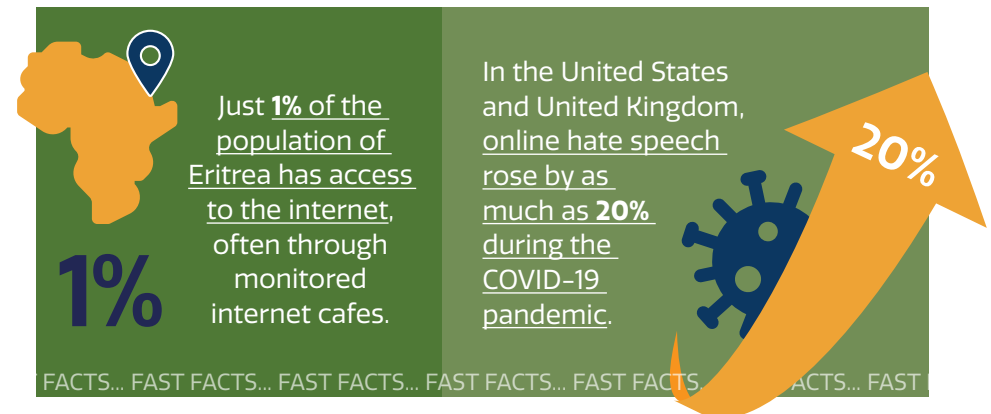 Just 1% of the
population of
Eritrea has access
to the internet,
often through
monitored
internet cafes.
1%
In the United States
and United Kingdom,
online hate speech
rose by as
much as 20%
during the
COVID-19
pandemic.
20%
FACTS... FAST FACTS... FAST FACTS... FAST FACTS... FAST FACTS. ACTS... FAST